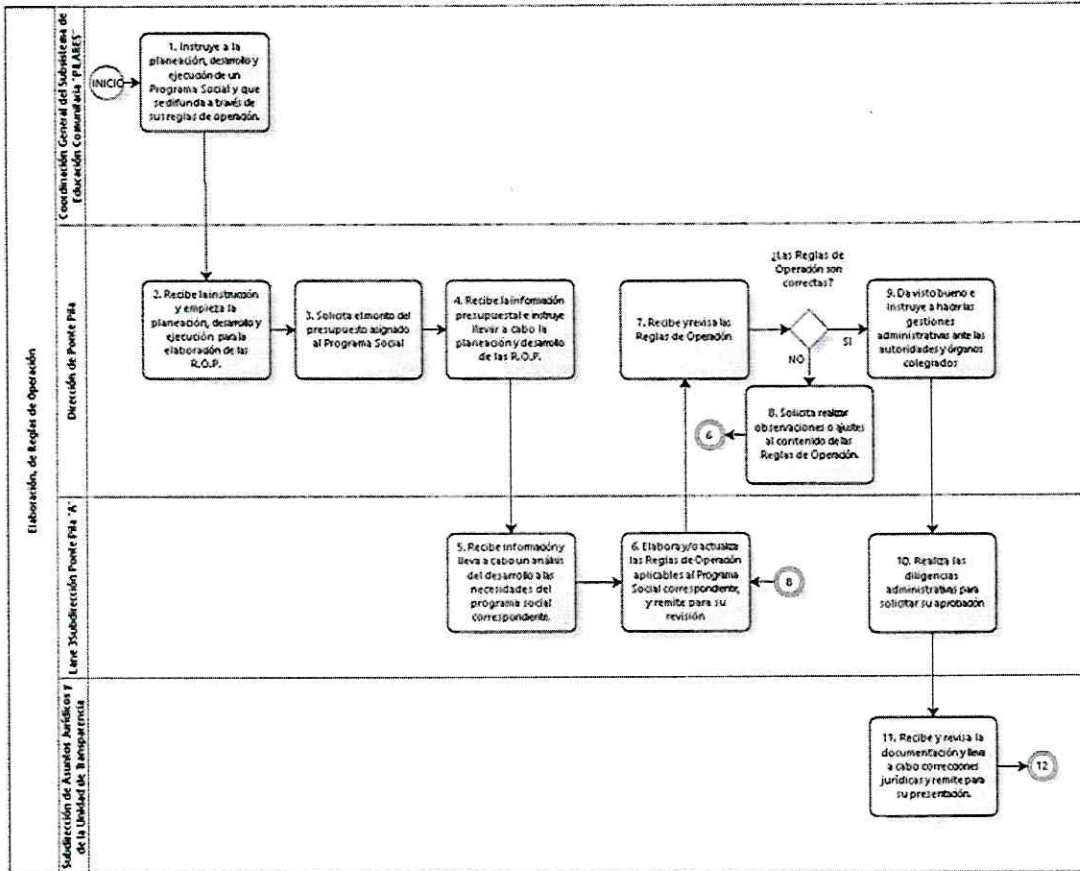 Elaboración, de Reglas de Operación
Coordinación General del Subsistema de
Educación Comunitaria "PILARES"
INICIO
1. Instruye a la
planeación, desarrollo y
ejecución de un
Programa Social y que
se difunda a través de
sus reglas de operación.
Dirección de Ponte Pila
2. Recibe la instrucción
y empieza la
planeación, desarrollo y
ejecución para la
elaboración de las
R.O.P.
3. Solicita el monto del
presupuesto asignado
al Programa Social
4. Recibe la información
presupuestal e instruye
llevar a cabo la
planeación y desarrollo
de las R.O.P.
7. Recibe y revisa las
Reglas de Operación
¿Las Reglas de
Operación son
correctas?
SI
NO
9. Da visto bueno e
instruye a hacer las
gestiones
administrativas ante las
autoridades y órganos
colegiados
8. Solicita realizar
observaciones o ajustes
al contenido de las
Reglas de Operación.
6
Lane 3Subdirección Ponte Pila "A"
5. Recibe información y
lleva a cabo un análisis
del desarrollo a las
necesidades del
programa social
correspondiente.
6. Elabora y/o actualiza
las Reglas de Operación
aplicables al Programa
Social correspondiente,
y remite para su
revisión
8
10. Realiza las
diligencias
administrativas para
solicitar su aprobación
Subdirección de Asuntos Jurídicos y
de la Unidad de Transparencia
11. Recibe y revisa la
documentación y lleva
a cabo correcciones
jurídicas y remite para
su presentación.
12